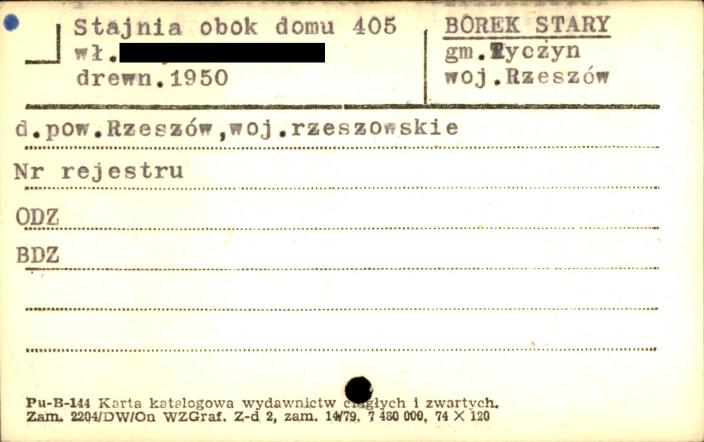 Stajnia obok domu 405
wł.
drewn.1950
BOREK STARY
gm.Tyczyn
woj.Rzeszów
d.pow.Rzeszów,woj.rzeszowskie
Nr rejestru
ODZ
BDZ
Pu-B-144 Karta katalogowa wydawnictw ciągłych i zwartych.
Zam. 2204/DW/On WZGraf. Z-d 2, zam. 14/79. 7 480 000, 74 × 120